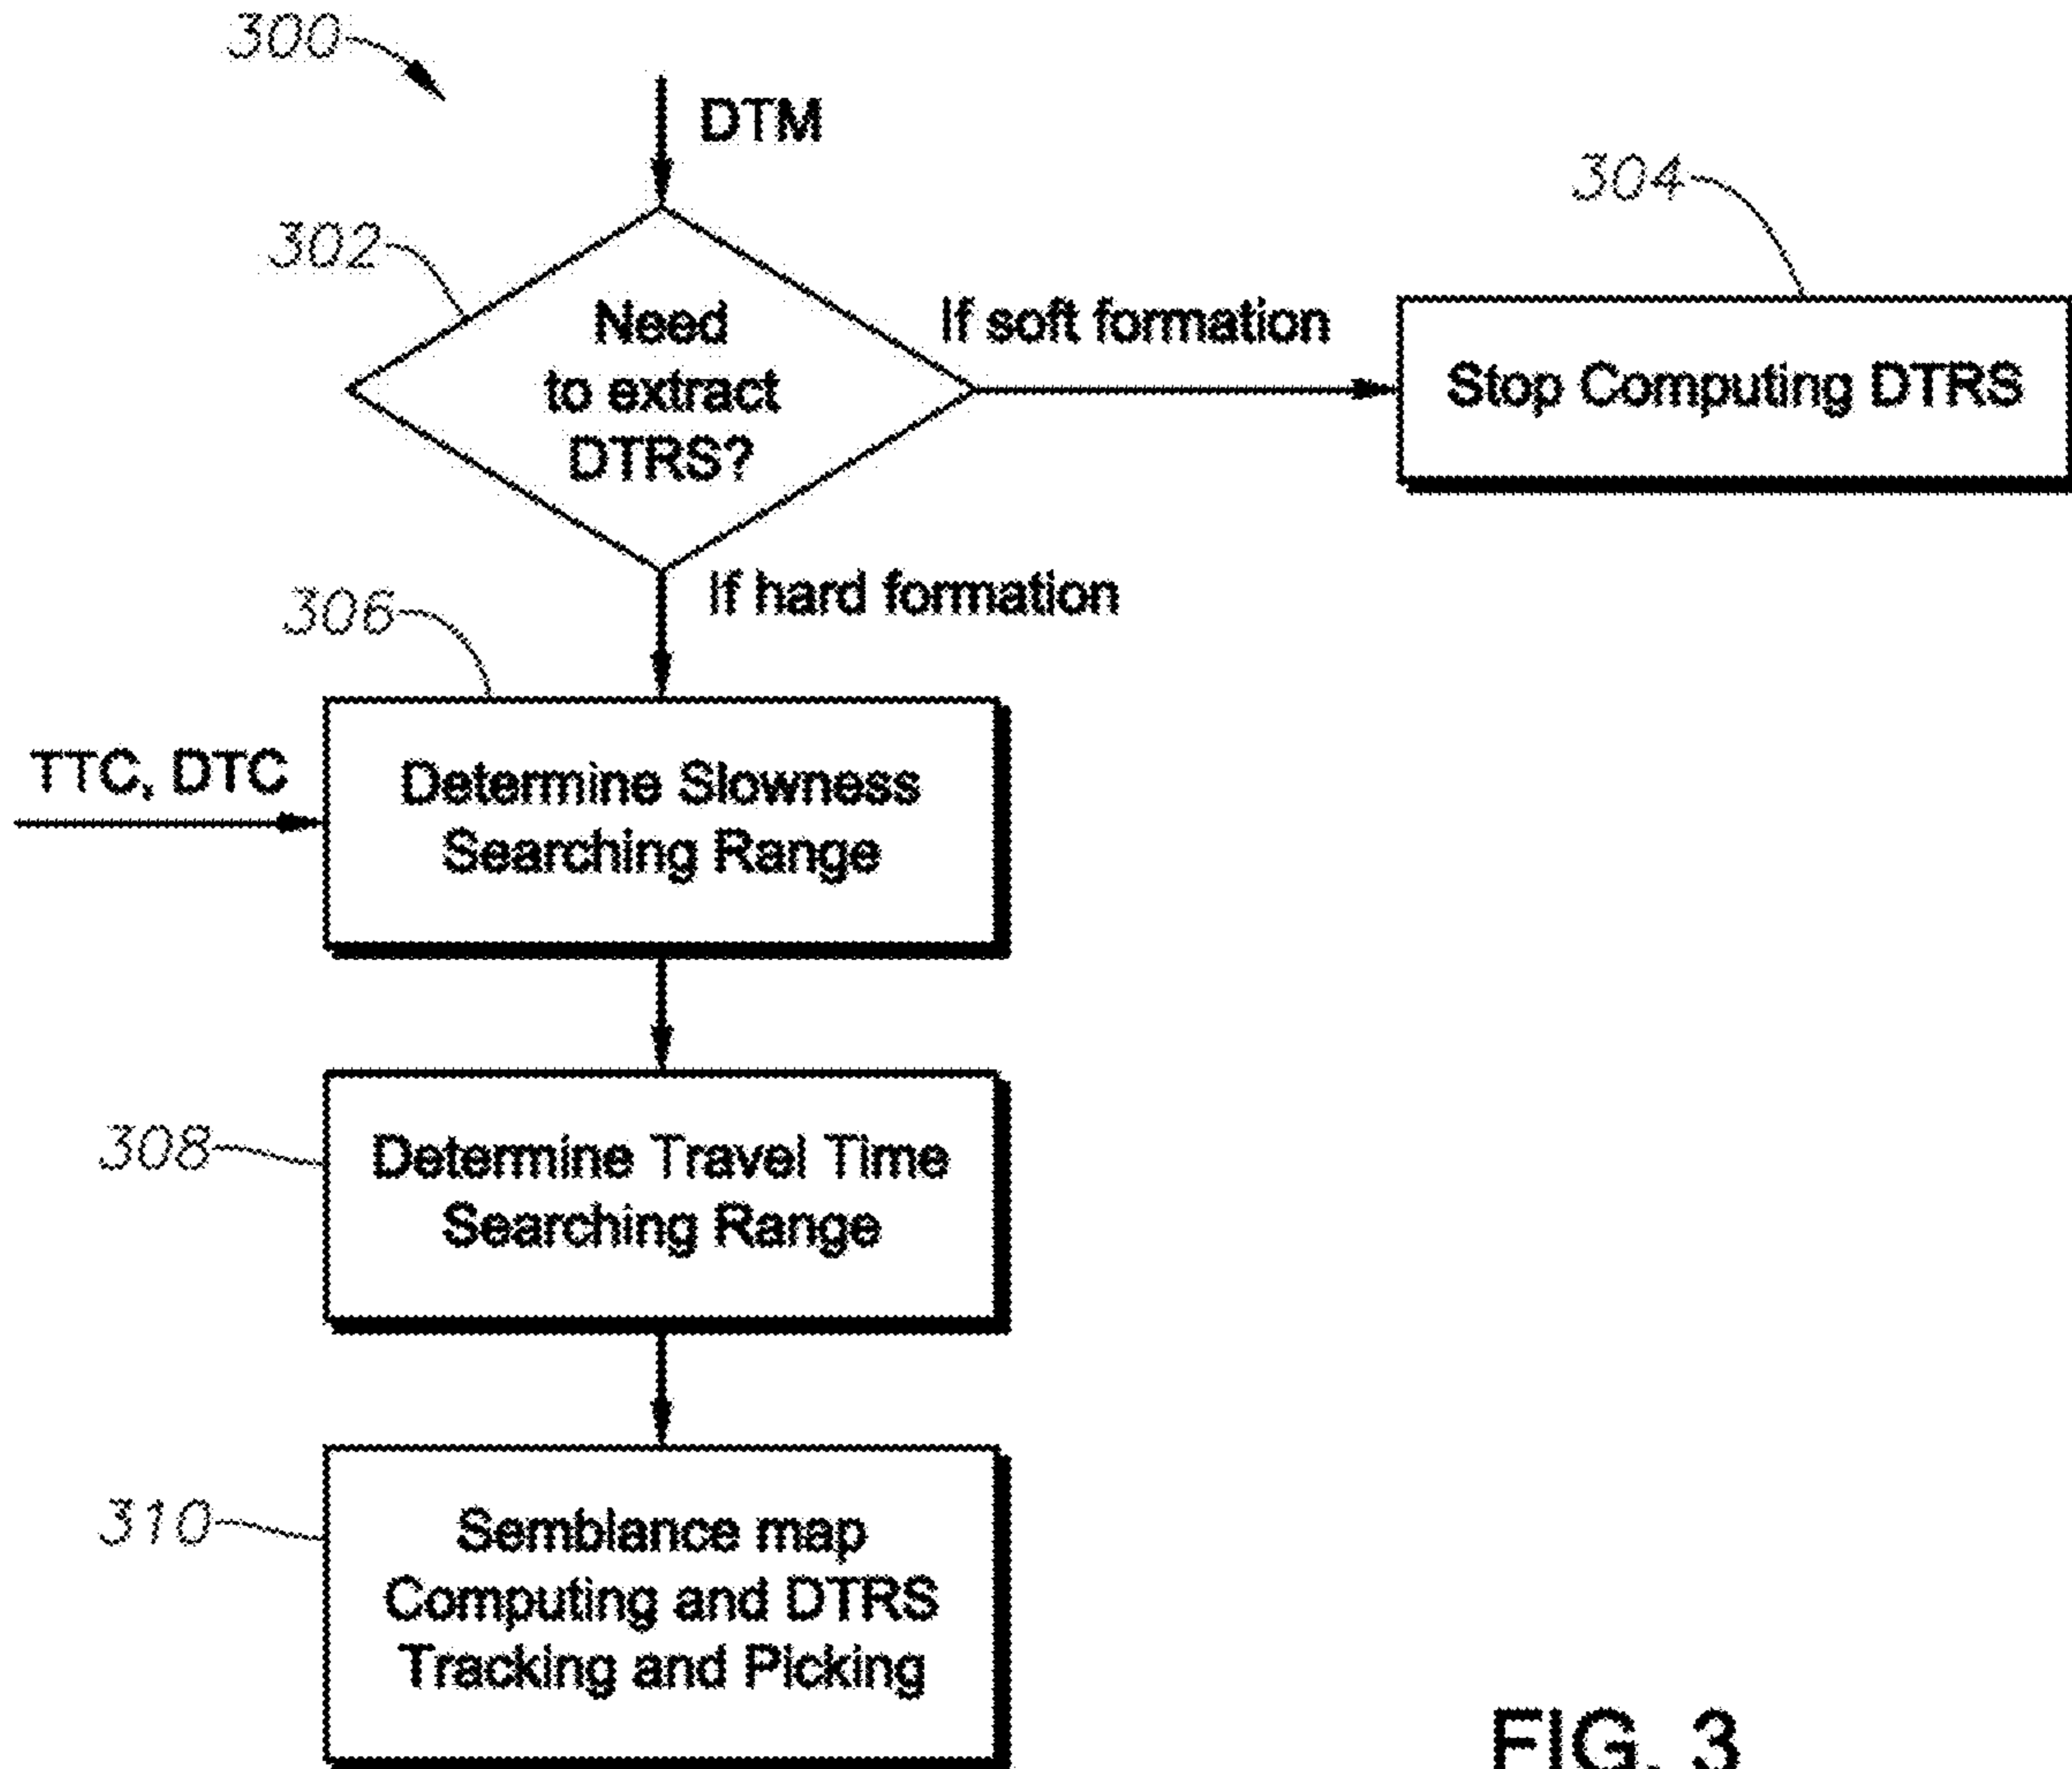 300
DTM
304
302
Need
to extract
DTRS?
If soft formation
Stop Computing DTRS
If hard formation
306
TTC, DTC
Determine Slowness
Searching Range
308
Determine Travel Time
Searching Range
310
Semblance map
Computing and DTRS
Tracking and Picking
FIG. 3